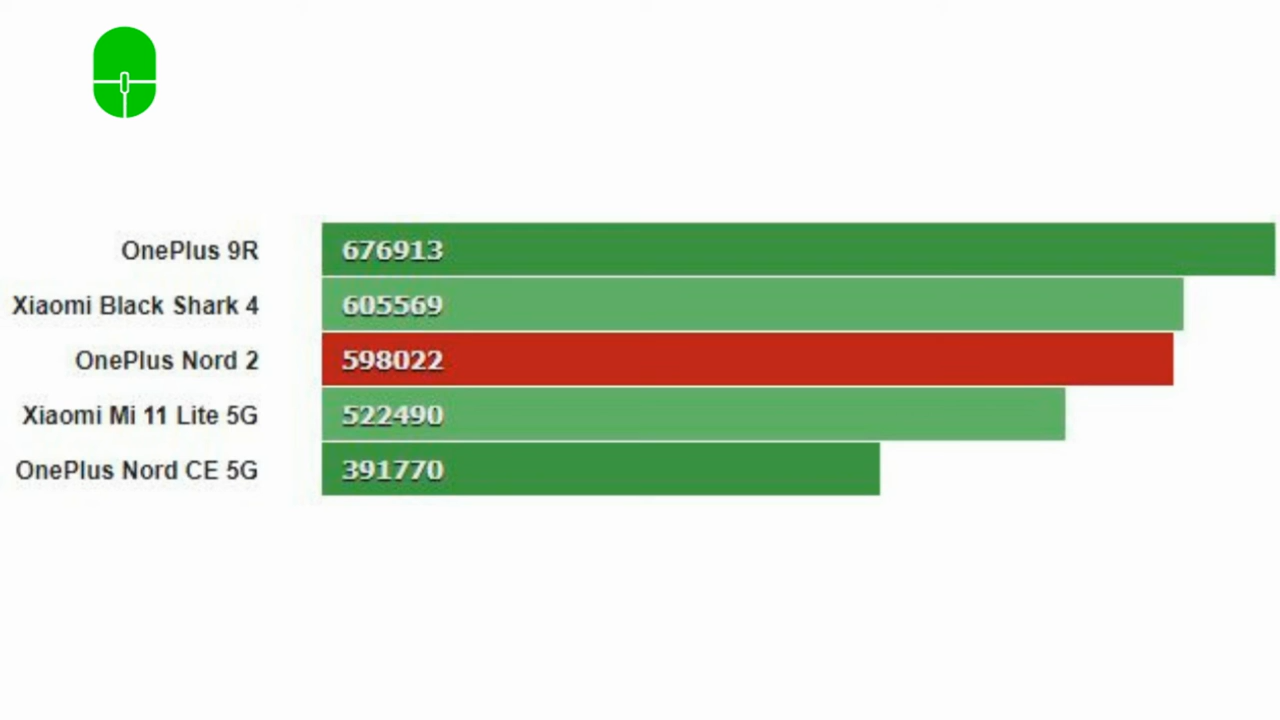 OnePlus 9R 676913
Xiaomi Black Shark 4 605569
OnePlus Nord 2 598022
Xiaomi Mi 11 Lite 5G 522490
OnePlus Nord CE 5G 391770